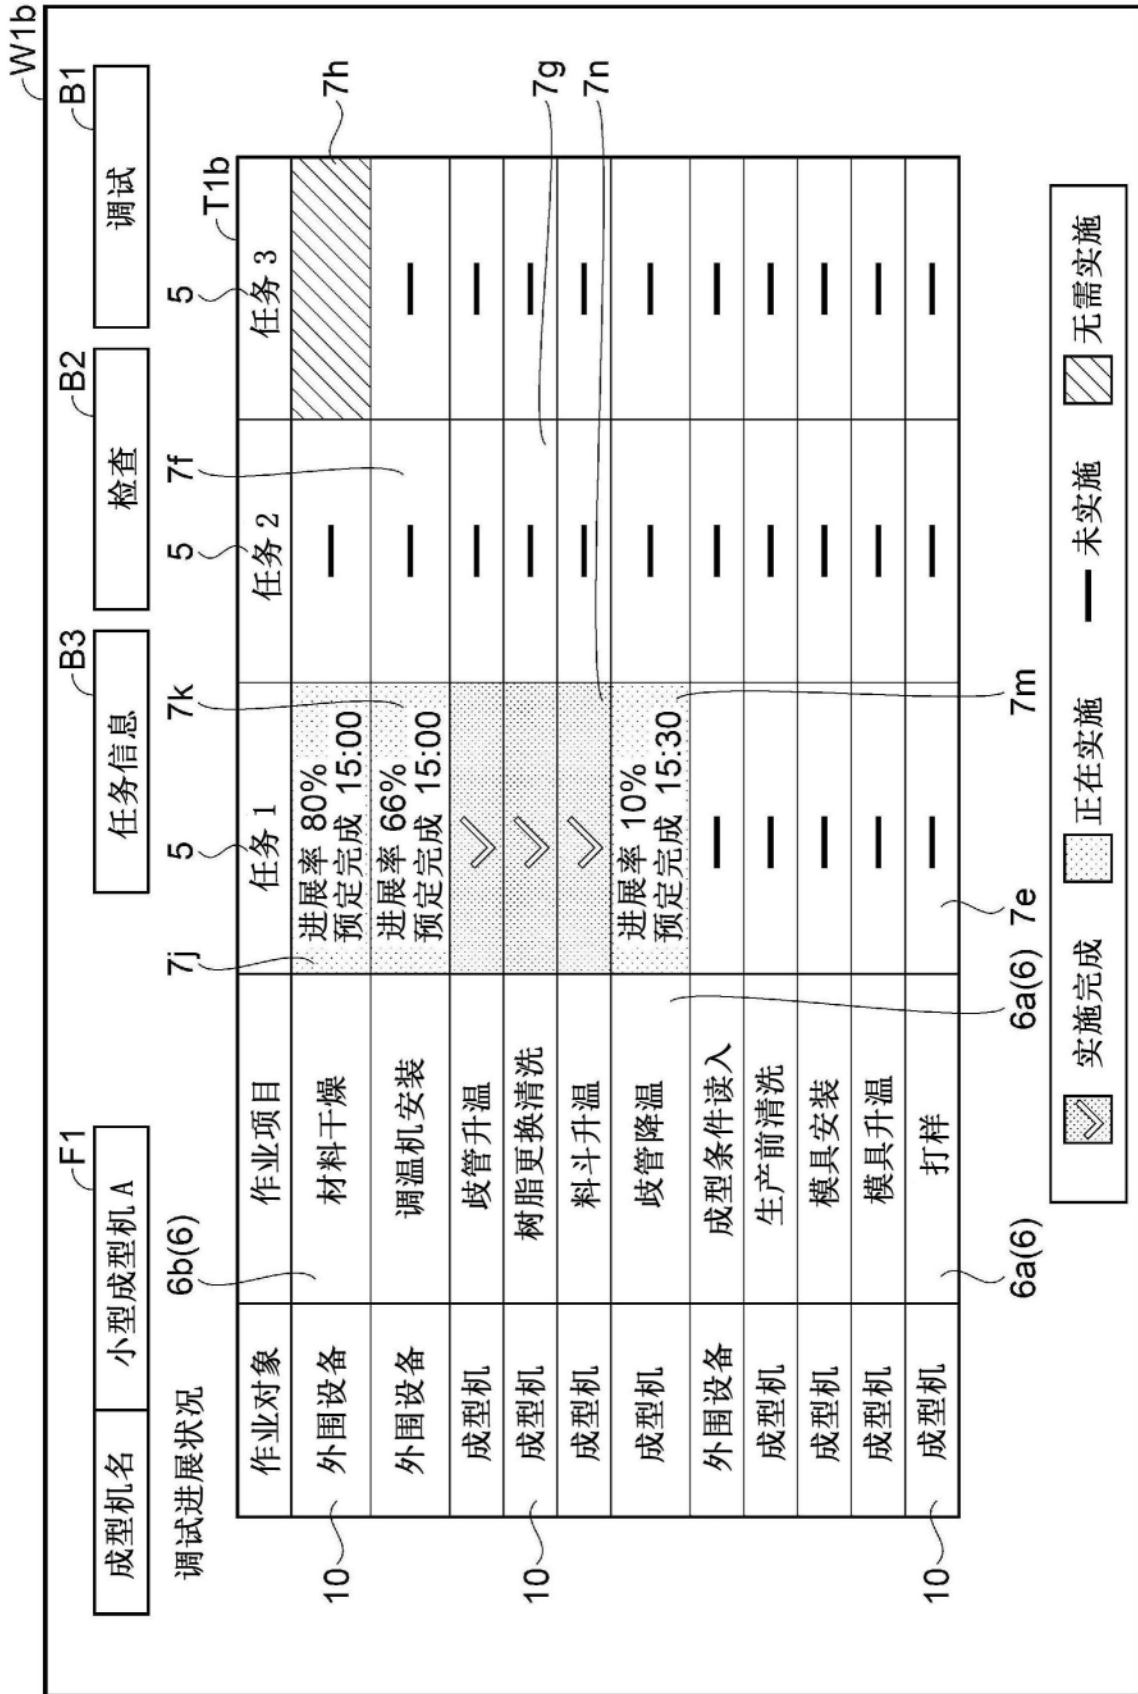 W1b
F1
B3
B2
B1
成型机名 小型成型机 A 任务信息 检查 调试
调试进展状况
6b(6) 7j 5 7k 5 7f 5 T1b
作业对象 作业项目 任务 1 任务 2 任务 3
10 外围设备 材料干燥 进展率 80% — 7h
预定完成 15:00
外围设备 调温机安装 进展率 66% — —
预定完成 15:00
成型机 歧管升温 — —
10 成型机 树脂更换清洗 — — 7g
成型机 料斗升温 — — 7n
成型机 歧管降温 进展率 10% — —
预定完成 15:30
外围设备 成型条件读入 — — —
成型机 生产前清洗 — — —
成型机 模具安装 — — —
成型机 模具升温 — — —
10 成型机 打样 — — —
6a(6) 6a(6) 7e 7m
实施完成 正在实施 — 未实施 无需实施